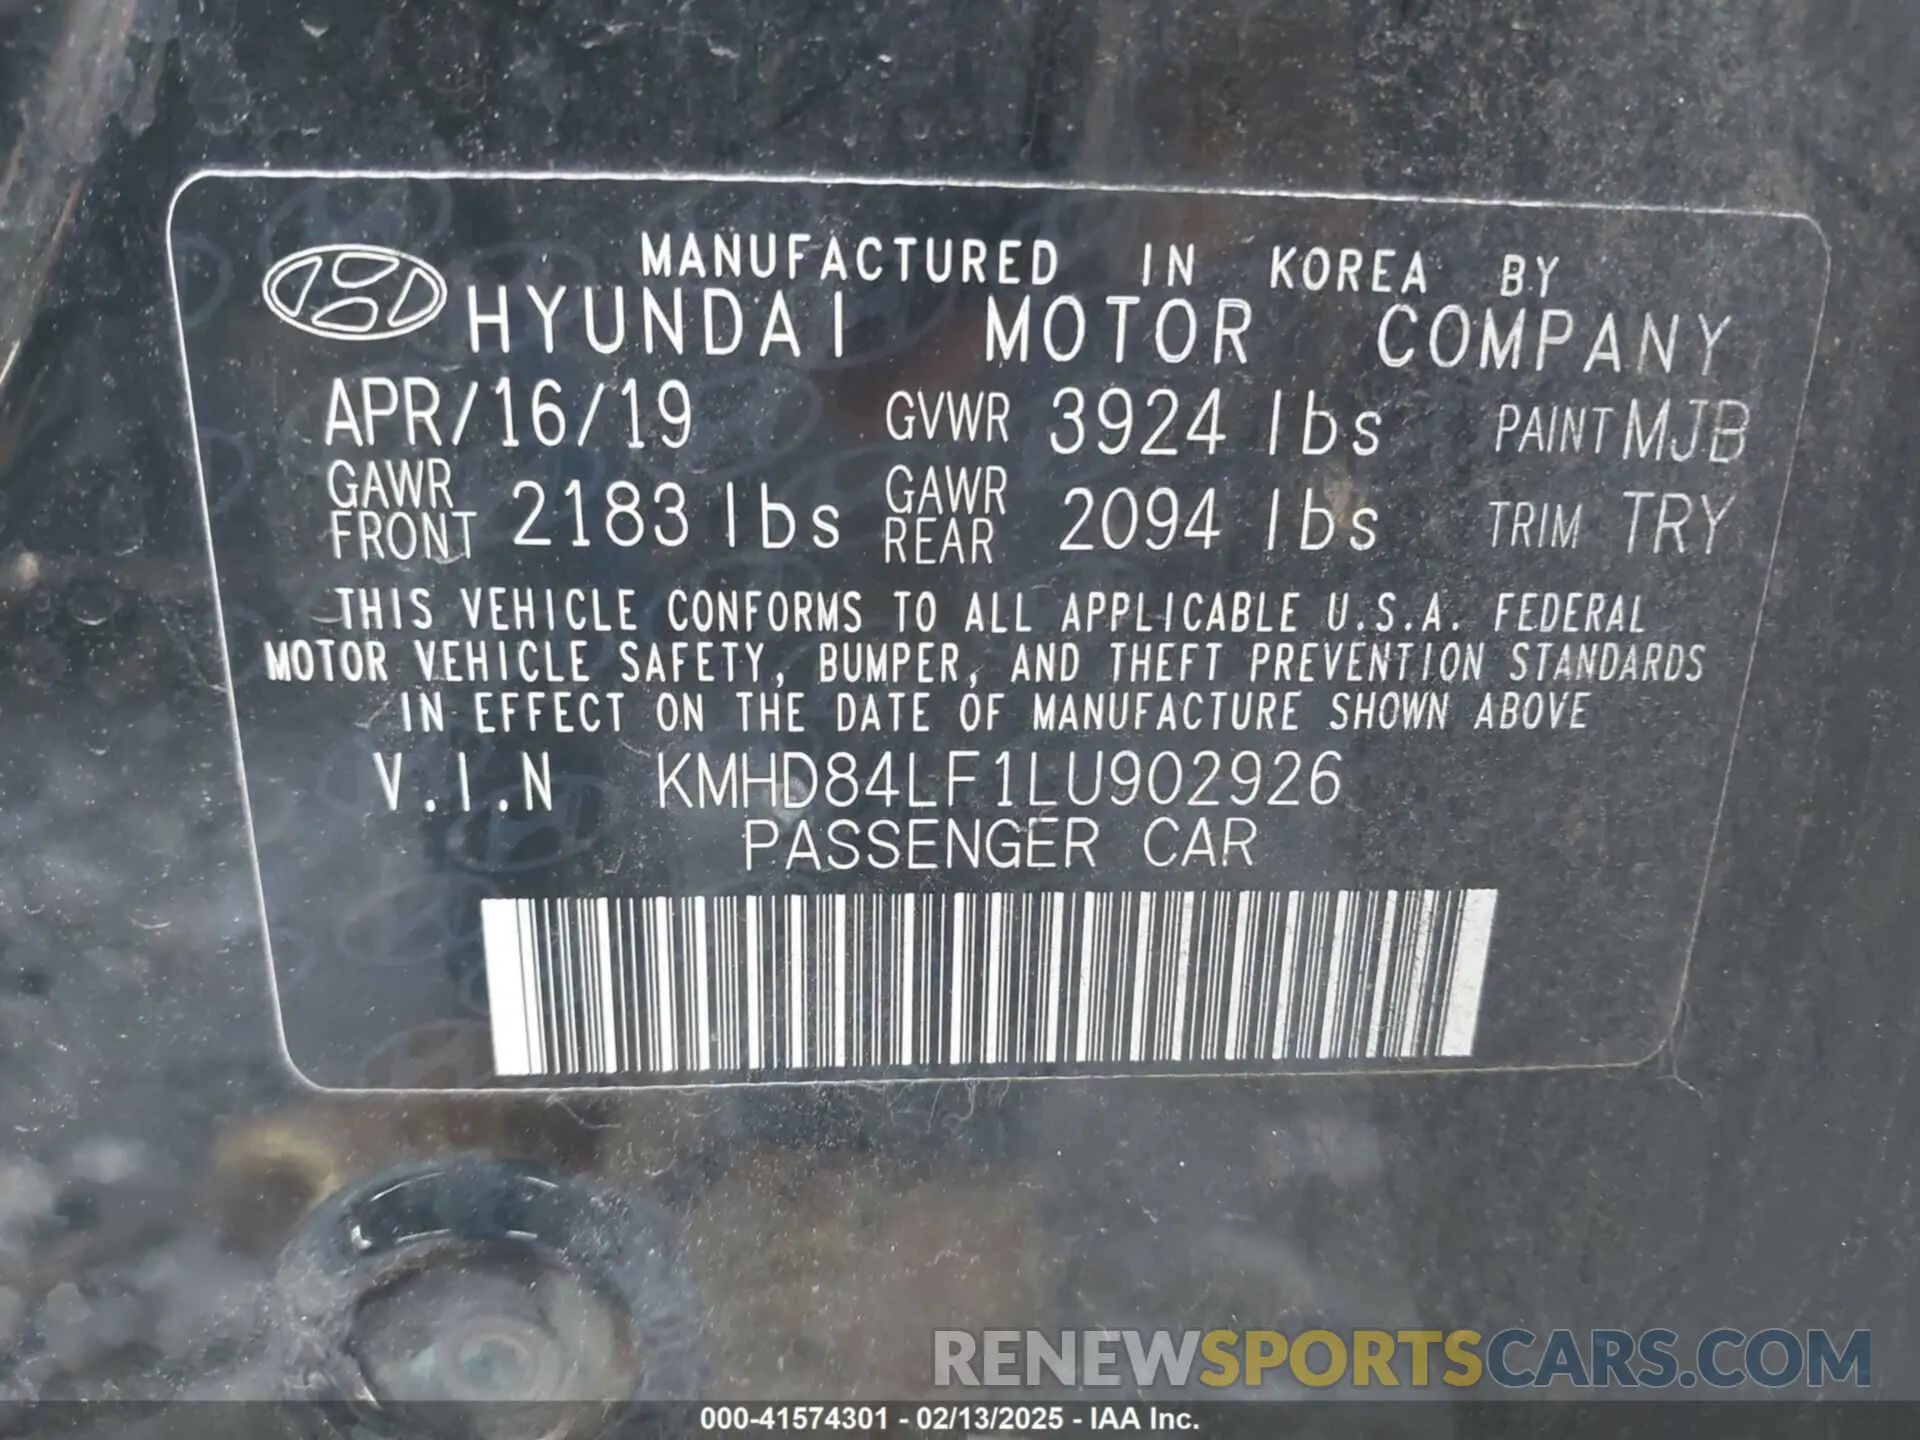 MANUFACTURED IN KOREA BY
HYUNDAI MOTOR COMPANY
APR/16/19 GVWR 3924 lbs PAINT MJB
GAWR FRONT 2183 lbs GAWR REAR 2094 lbs TRIM TRY
THIS VEHICLE CONFORMS TO ALL APPLICABLE U.S.A. FEDERAL
MOTOR VEHICLE SAFETY, BUMPER, AND THEFT PREVENTION STANDARDS
IN EFFECT ON THE DATE OF MANUFACTURE SHOWN ABOVE
V.I.N KMHD84LF1LU902926
PASSENGER CAR
RENEWSPORTSCARS.COM
000-41574301 - 02/13/2025 - IAA Inc.